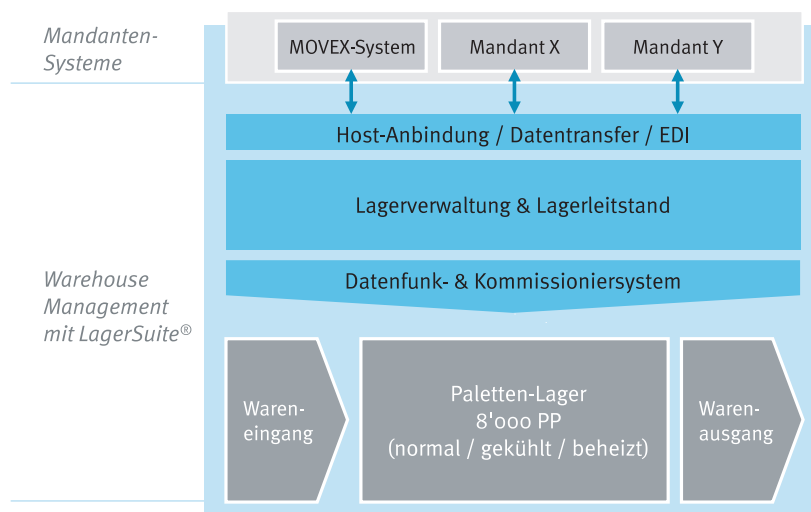 Mandanten-
Systeme
MOVEX-System
Mandant X
Mandant Y
Host-Anbindung / Datentransfer / EDI
Lagerverwaltung & Lagerleitstand
Datenfunk- & Kommissioniersystem
Warehouse
Management
mit LagerSuite®
Waren-
eingang
Paletten-Lager
8'000 PP
(normal / gekühlt / beheizt)
Waren-
ausgang